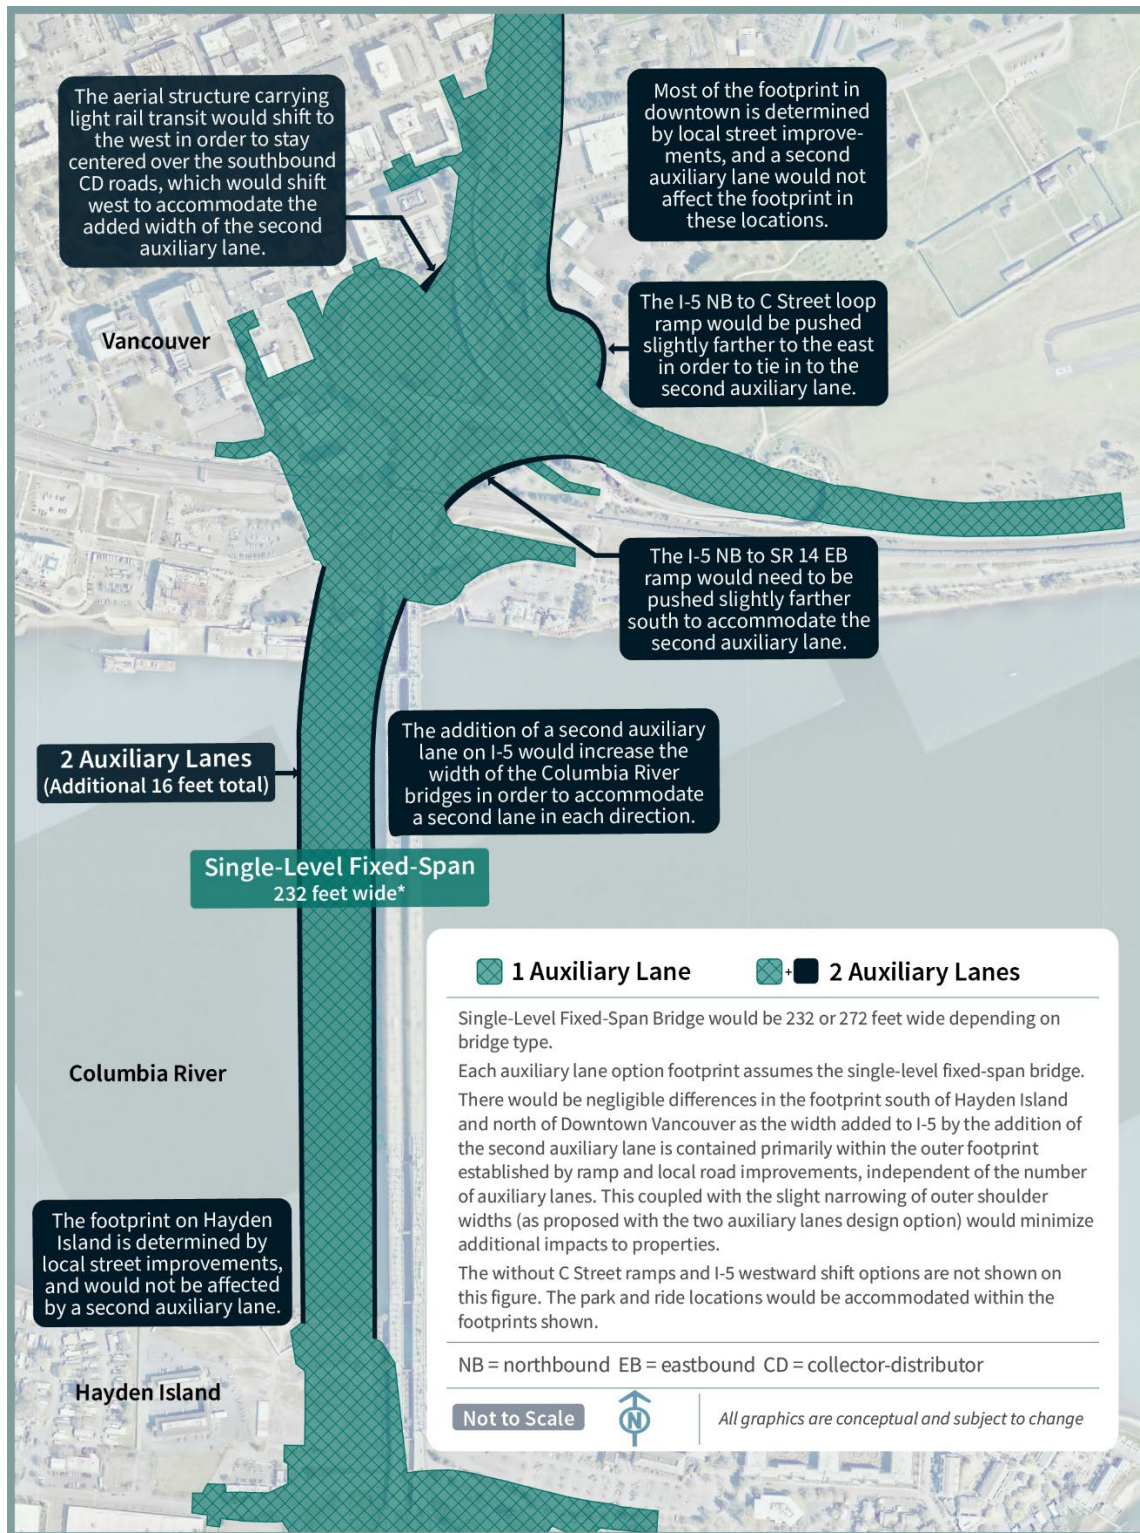 The aerial structure carrying
light rail transit would shift to
the west in order to stay
centered over the southbound
CD roads, which would shift
west to accommodate the
added width of the second
auxiliary lane.
Most of the footprint in
downtown is determined
by local street improve-
ments, and a second
auxiliary lane would not
affect the footprint in
these locations.
The I-5 NB to C Street loop
ramp would be pushed
slightly farther to the east
in order to tie in to the
second auxiliary lane.
Vancouver
The I-5 NB to SR 14 EB
ramp would need to be
pushed slightly farther
south to accommodate the
second auxiliary lane.
2 Auxiliary Lanes
(Additional 16 feet total)
The addition of a second auxiliary
lane on I-5 would increase the
width of the Columbia River
bridges in order to accommodate
a second lane in each direction.
Single-Level Fixed-Span
232 feet wide*
Columbia River
The footprint on Hayden
Island is determined by
local street improvements,
and would not be affected
by a second auxiliary lane.
Hayden Island
1 Auxiliary Lane
+ 2 Auxiliary Lanes
Single-Level Fixed-Span Bridge would be 232 or 272 feet wide depending on
bridge type.
Each auxiliary lane option footprint assumes the single-level fixed-span bridge.
There would be negligible differences in the footprint south of Hayden Island
and north of Downtown Vancouver as the width added to I-5 by the addition of
the second auxiliary lane is contained primarily within the outer footprint
established by ramp and local road improvements, independent of the number
of auxiliary lanes. This coupled with the slight narrowing of outer shoulder
widths (as proposed with the two auxiliary lanes design option) would minimize
additional impacts to properties.
The without C Street ramps and I-5 westward shift options are not shown on
this figure. The park and ride locations would be accommodated within the
footprints shown.
NB = northbound EB = eastbound CD = collector-distributor
Not to Scale
N
All graphics are conceptual and subject to change